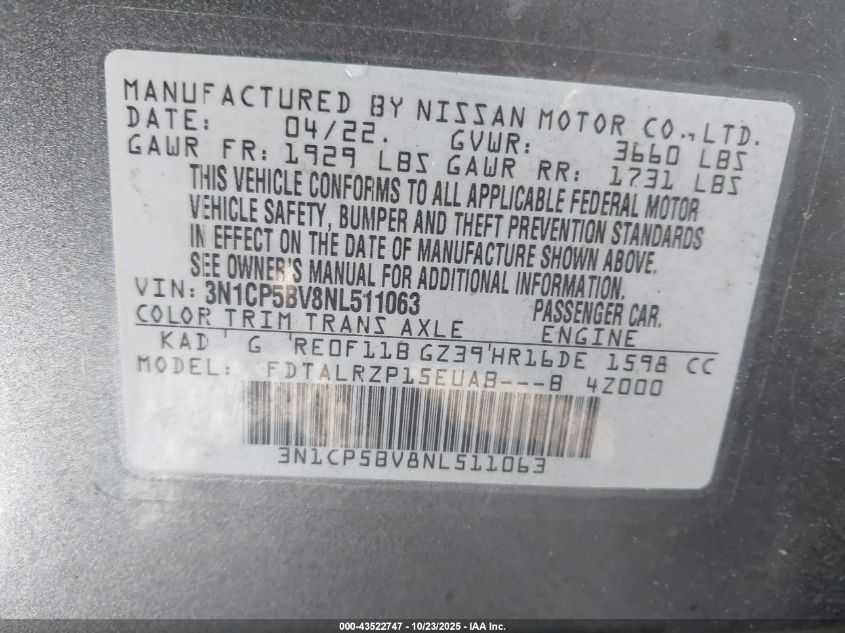 MANUFACTURED BY NISSAN MOTOR CO., LTD.
DATE: 04/22. GVWR: 3660 LBS
GAWR FR: 1929 LBS GAWR RR: 1731 LBS
THIS VEHICLE CONFORMS TO ALL APPLICABLE FEDERAL MOTOR
VEHICLE SAFETY, BUMPER AND THEFT PREVENTION STANDARDS
IN EFFECT ON THE DATE OF MANUFACTURE SHOWN ABOVE.
SEE OWNER'S MANUAL FOR ADDITIONAL INFORMATION.
VIN: 3N1CP5BV8NL511063 PASSENGER CAR.
COLOR TRIM TRANS AXLE ENGINE
KAD G RE0F11B GZ39 HR16DE 1598 CC
MODEL: FDTALRZP15EUAB---B 4Z000
3N1CP5BV8NL511063
000-43522747 - 10/23/2025 - IAA Inc.